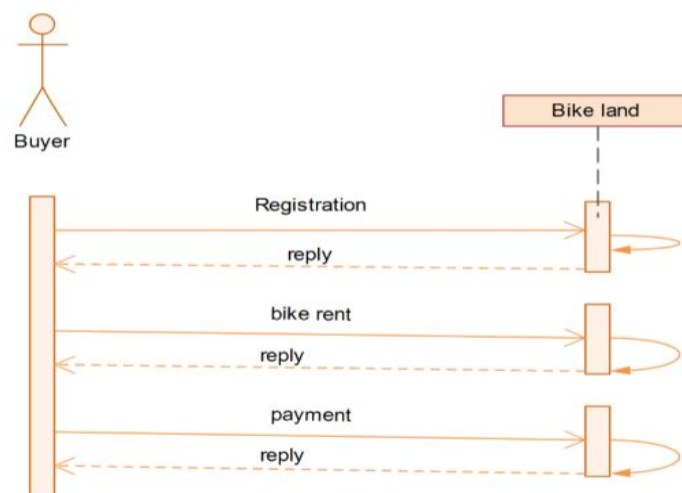 Bike land
Buyer
Registration
reply
bike rent
reply
payment
reply